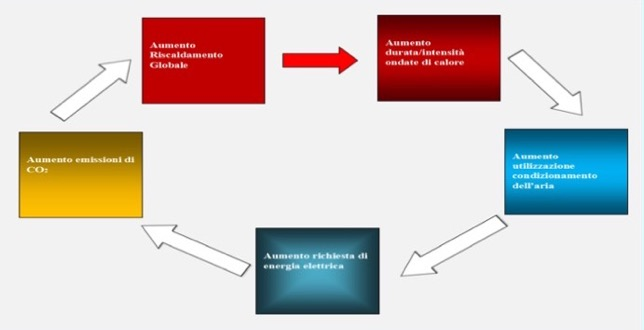 Aumento
Riscaldamento
Globale
Aumento
durata/intensità
ondate di calore
Aumento
utilizzazione
condizionamento
dell'aria
Aumento richiesta di
energia elettrica
Aumento emissioni di
CO₂